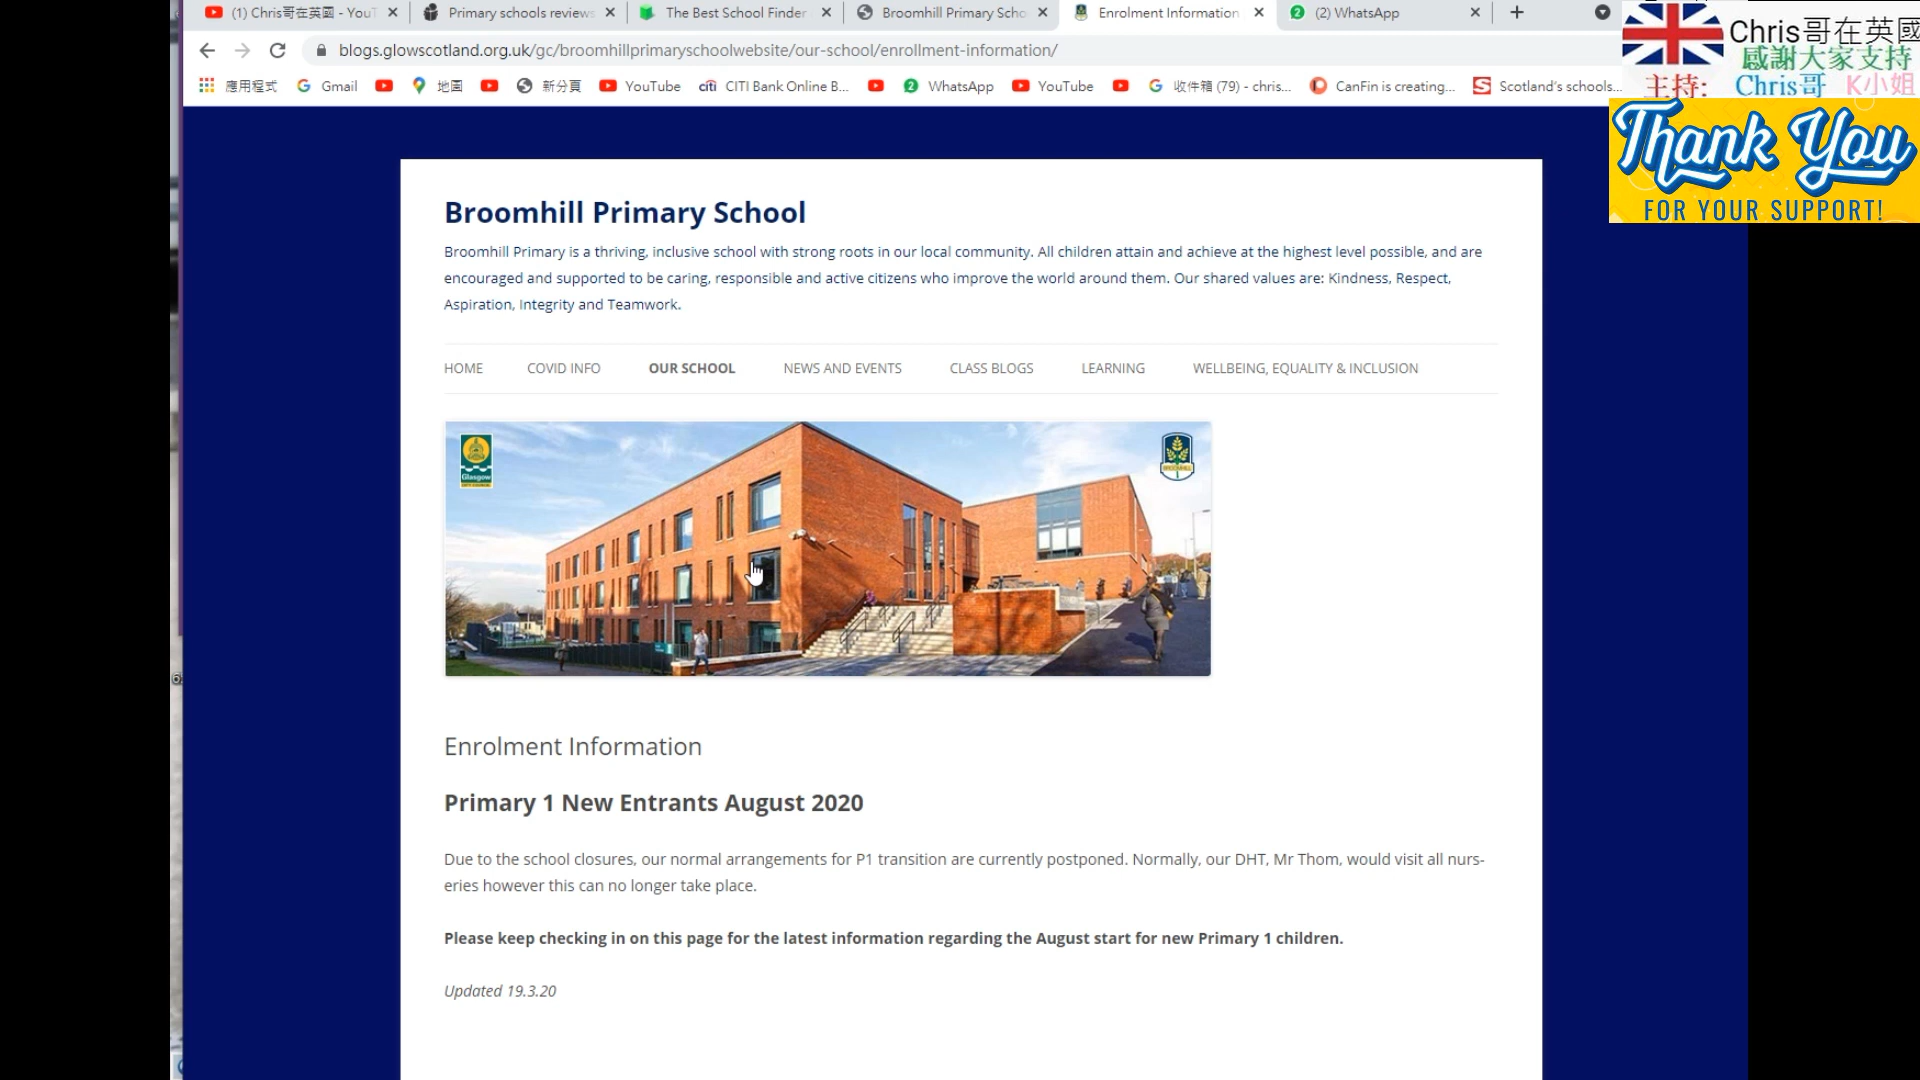 (1) Chris哥在英國 - YouT
Primary schools reviews
The Best School Finder
Broomhill Primary Scho
Enrolment Information
(2) WhatsApp
Chris哥在英國
感謝大家支持
主持: Chris哥 K小姐
Thank You
FOR YOUR SUPPORT!
blogs.glowscotland.org.uk/gc/broomhillprimaryschoolwebsite/our-school/enrollment-information/
應用程式 Gmail 地圖 新分頁 YouTube citi CITI Bank Online B... WhatsApp YouTube 收件箱 (79) - chris... CanFin is creating... Scotland's schools...
Broomhill Primary School
Broomhill Primary is a thriving, inclusive school with strong roots in our local community. All children attain and achieve at the highest level possible, and are
encouraged and supported to be caring, responsible and active citizens who improve the world around them. Our shared values are: Kindness, Respect,
Aspiration, Integrity and Teamwork.
HOME COVID INFO OUR SCHOOL NEWS AND EVENTS CLASS BLOGS LEARNING WELLBEING, EQUALITY & INCLUSION
Glasgow
CITY COUNCIL
BROOMHILL
Enrolment Information
Primary 1 New Entrants August 2020
Due to the school closures, our normal arrangements for P1 transition are currently postponed. Normally, our DHT, Mr Thom, would visit all nurs-
eries however this can no longer take place.
Please keep checking in on this page for the latest information regarding the August start for new Primary 1 children.
Updated 19.3.20